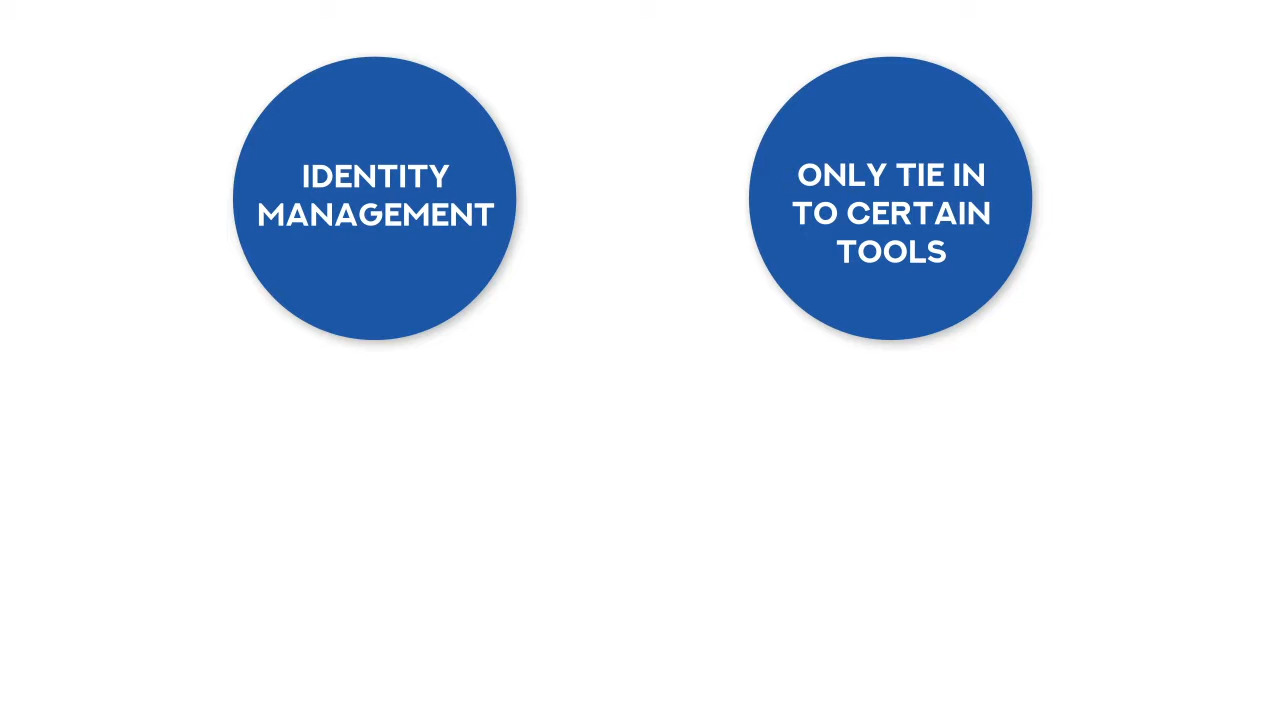 IDENTITY
MANAGEMENT
ONLY TIE IN
TO CERTAIN
TOOLS